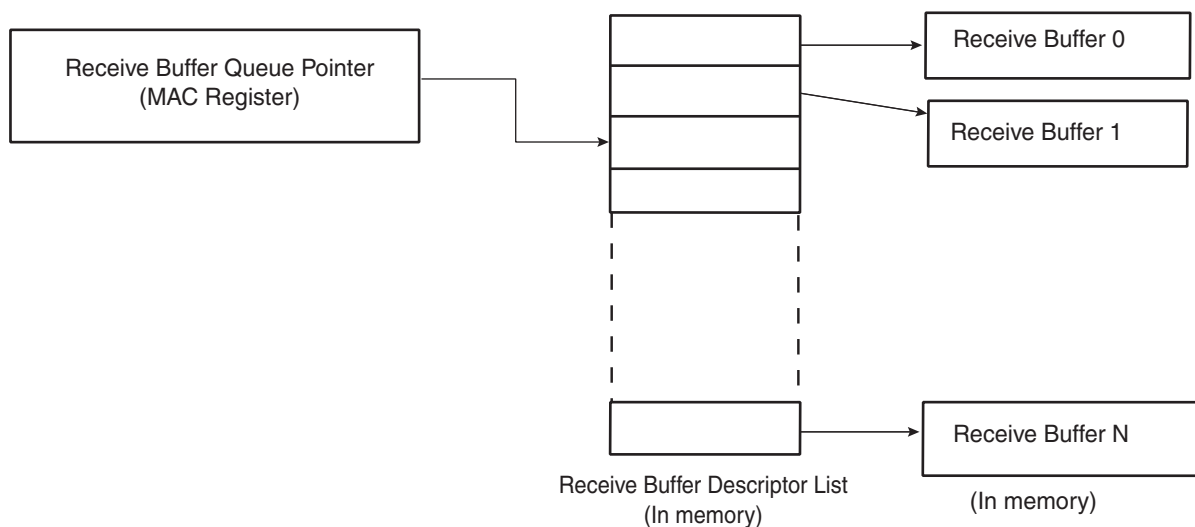 Receive Buffer Queue Pointer
(MAC Register)
Receive Buffer 0
Receive Buffer 1
Receive Buffer N
Receive Buffer Descriptor List
(In memory)
(In memory)